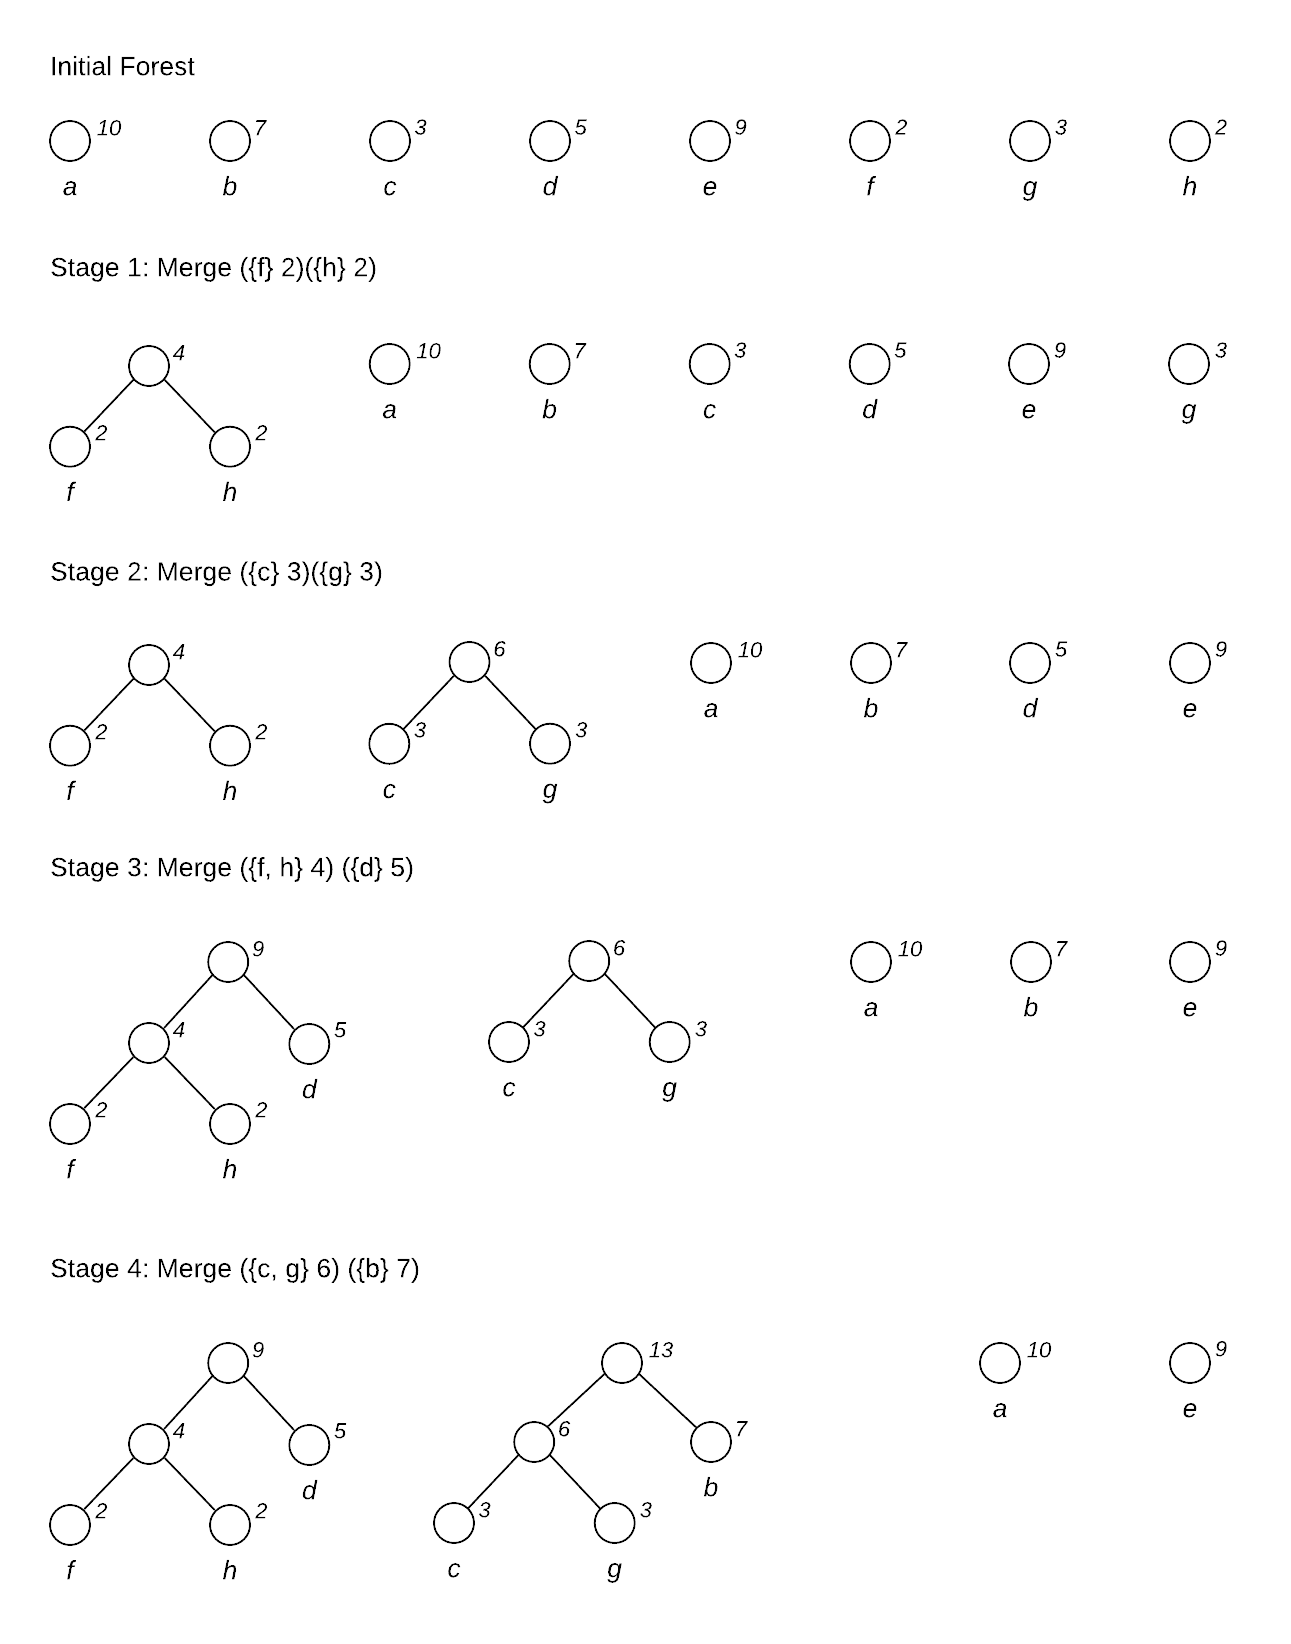 Initial Forest
10 7 3 5 9 2 3 2
a b c d e f g h
Stage 1: Merge ({f} 2)({h} 2)
4 10 7 3 5 9 3
a b c d e g
2 2
f h
Stage 2: Merge ({c} 3)({g} 3)
4 6 10 7 5 9
a b d e
2 2 3 3
f h c g
Stage 3: Merge ({f, h} 4) ({d} 5)
9 6 10 7 9
a b e
4 5 3 3
d c g
2 2
f h
Stage 4: Merge ({c, g} 6) ({b} 7)
9 13 10 9
a e
4 5 6 7
d b
2 2 3 3
f h c g